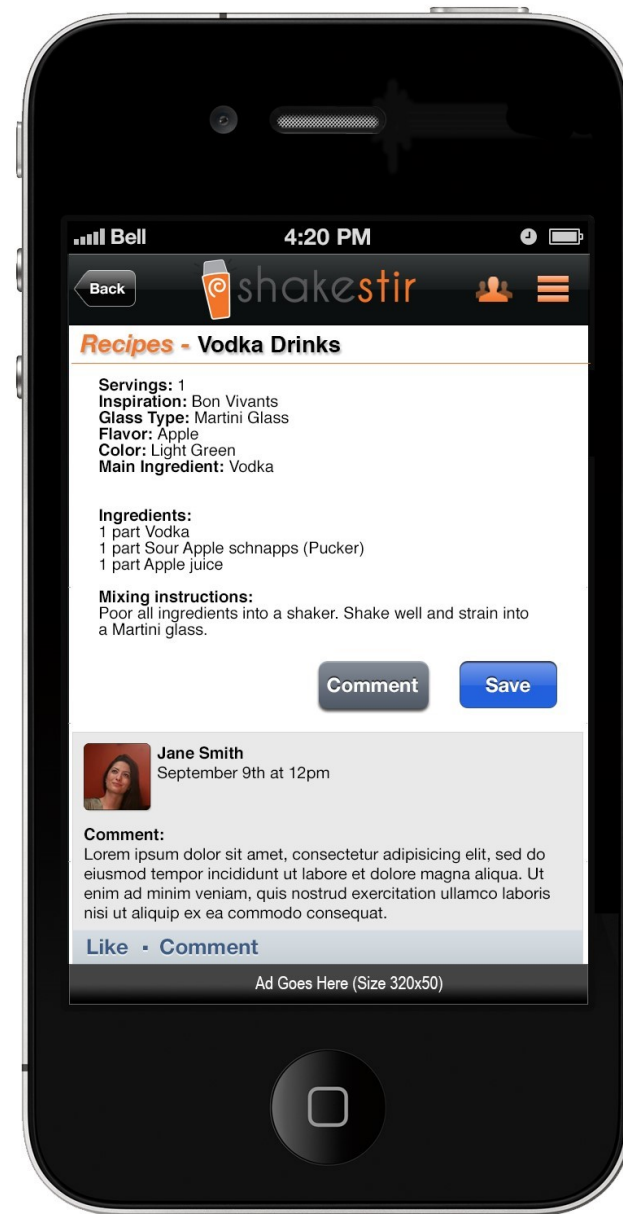 Bell 4:20 PM
Back shakestir
Recipes - Vodka Drinks
Servings: 1
Inspiration: Bon Vivants
Glass Type: Martini Glass
Flavor: Apple
Color: Light Green
Main Ingredient: Vodka
Ingredients:
1 part Vodka
1 part Sour Apple schnapps (Pucker)
1 part Apple juice
Mixing instructions:
Poor all ingredients into a shaker. Shake well and strain into
a Martini glass.
Comment Save
Jane Smith
September 9th at 12pm
Comment:
Lorem ipsum dolor sit amet, consectetur adipisicing elit, sed do
eiusmod tempor incididunt ut labore et dolore magna aliqua. Ut
enim ad minim veniam, quis nostrud exercitation ullamco laboris
nisi ut aliquip ex ea commodo consequat.
Like · Comment
Ad Goes Here (Size 320x50)